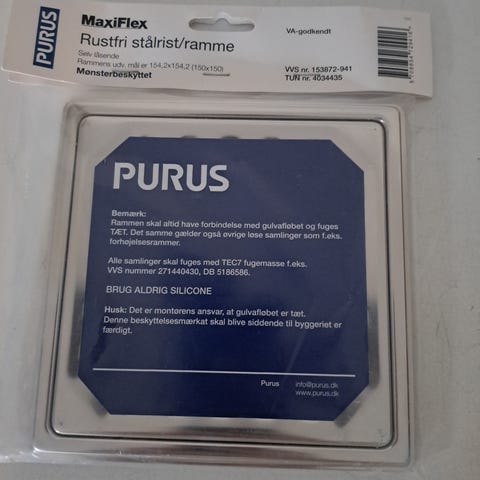 PURUS
MaxiFlex
Rustfri stålrist/ramme
Selv låsende
Rammens udv. mål er 154,2x154,2 (150x150)
Mønsterbeskyttet
VA-godkendt
VVS nr. 153872-941
TUN nr. 4034435
PURUS
Bemærk:
Rammen skal altid have forbindelse med gulvafløbet og fuges
TÆT. Det samme gælder også øvrige løse samlinger som f.eks.
forhøjelsesrammer.
Alle samlinger skal fuges med TEC7 fugemasse f.eks.
VVS nummer 271440430, DB 5186586.
BRUG ALDRIG SILICONE
Husk: Det er montørens ansvar, at gulvafløbet er tæt.
Denne beskyttelsesmærkat skal blive siddende til byggeriet er
færdigt.
Purus info@purus.dk
www.purus.dk